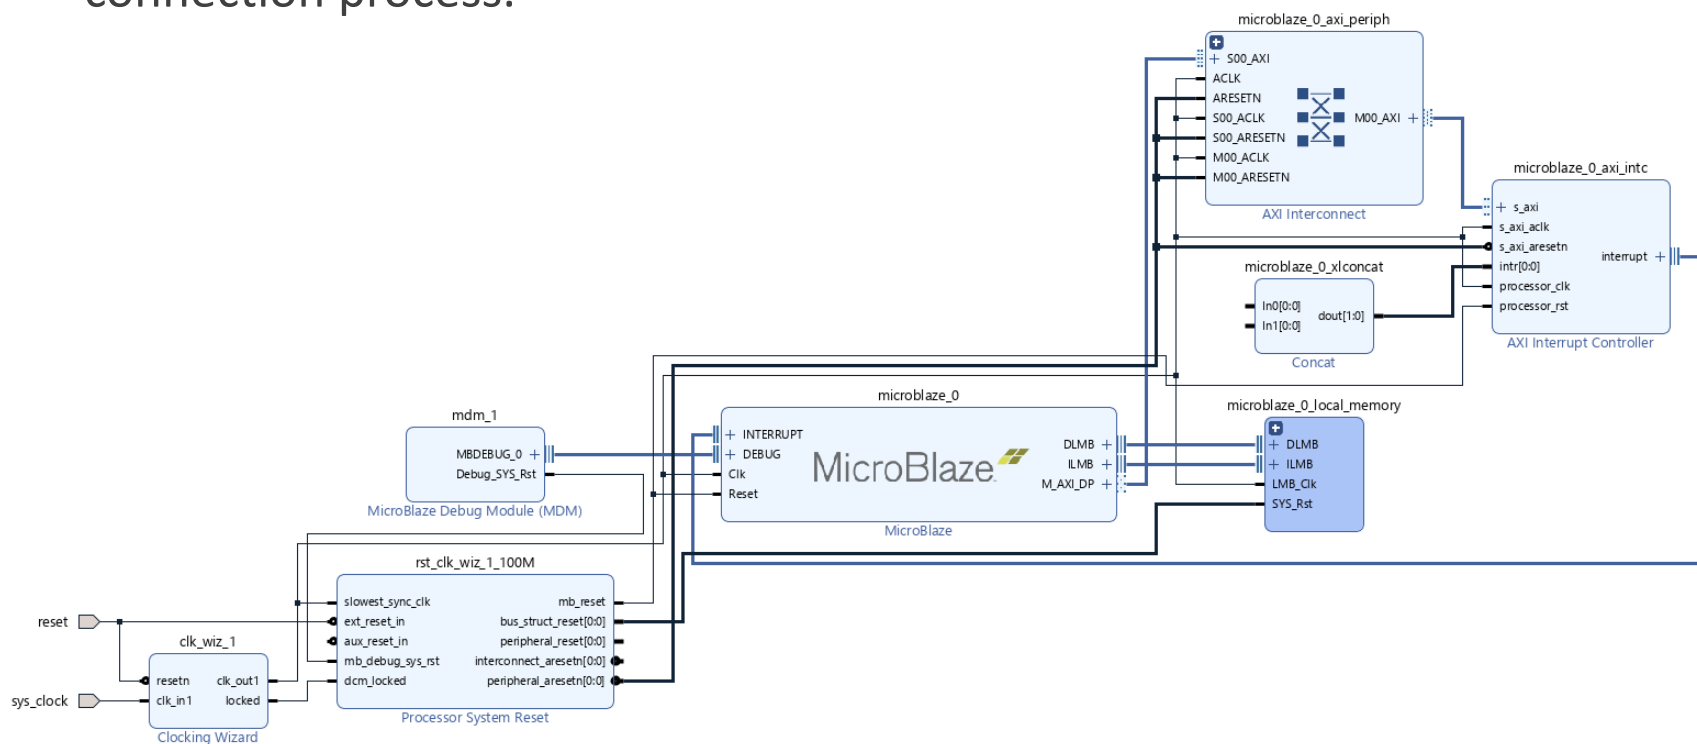 connection process.
microblaze_0_axi_periph
S00_AXI
ACLK
ARESETN
S00_ACLK
S00_ARESETN
M00_ACLK
M00_ARESETN
M00_AXI
AXI Interconnect
microblaze_0_axi_intc
s_axi
s_axi_aclk
s_axi_aresetn
intr[0:0]
processor_clk
processor_rst
interrupt
AXI Interrupt Controller
microblaze_0_xlconcat
In0[0:0]
In1[0:0]
dout[1:0]
Concat
microblaze_0
INTERRUPT
DEBUG
Clk
Reset
MicroBlaze
DLMB
ILMB
M_AXI_DP
MicroBlaze
microblaze_0_local_memory
DLMB
ILMB
LMB_Clk
SYS_Rst
mdm_1
MBDEBUG_0
Debug_SYS_Rst
MicroBlaze Debug Module (MDM)
rst_clk_wiz_1_100M
slowest_sync_clk
ext_reset_in
aux_reset_in
mb_debug_sys_rst
dcm_locked
mb_reset
bus_struct_reset[0:0]
peripheral_reset[0:0]
interconnect_aresetn[0:0]
peripheral_aresetn[0:0]
Processor System Reset
reset
sys_clock
clk_wiz_1
resetn
clk_in1
clk_out1
locked
Clocking Wizard